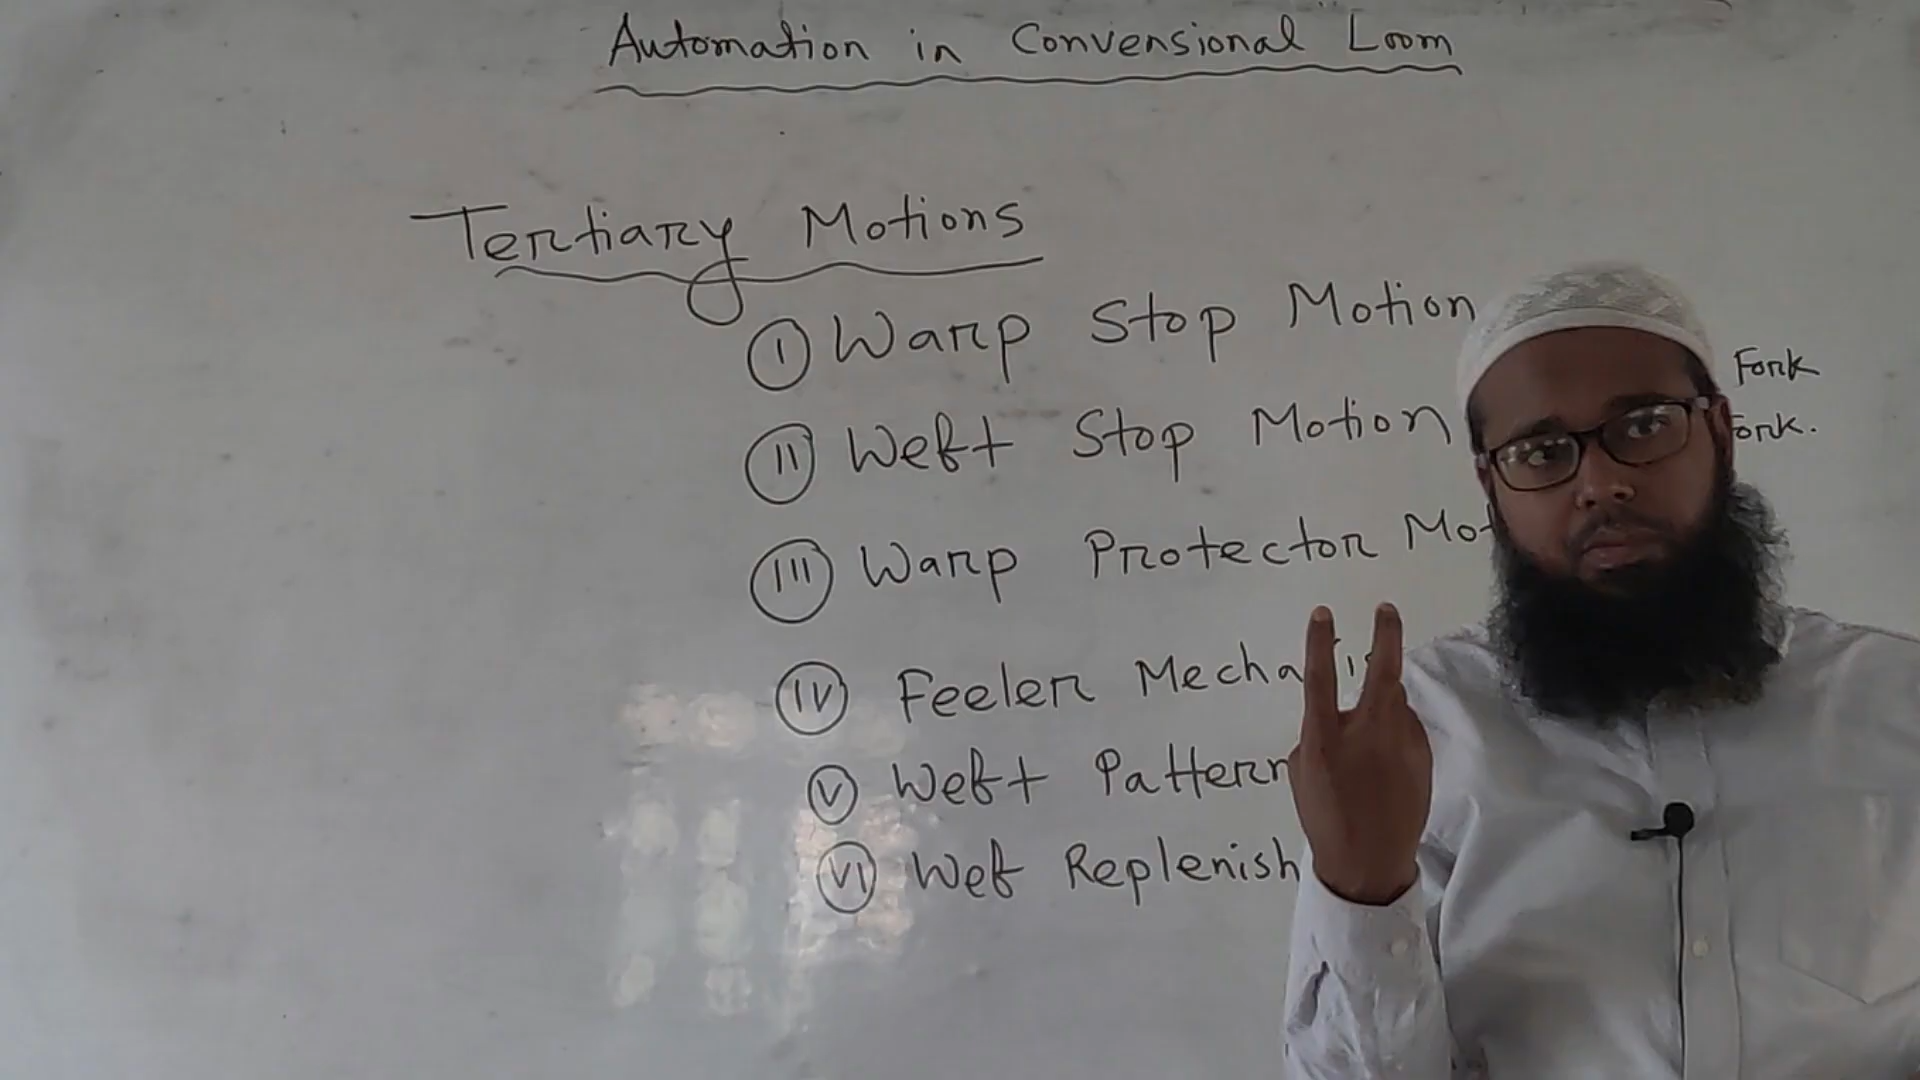 Automation in Convensional Loom
Tertiary Motions
I Warp Stop Motion
Fork
II Weft Stop Motion
III Warp Protector
IV Feeler
V Weft Pattern
VI Wef Replenish